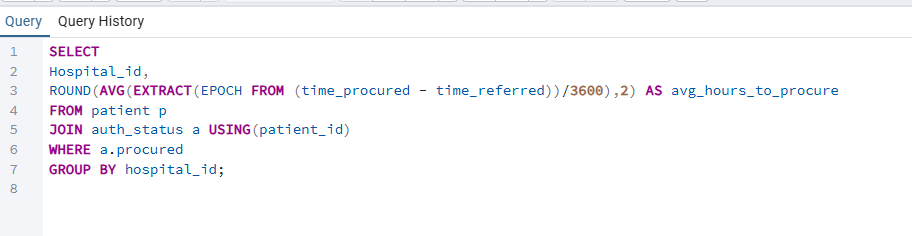 Query Query History
1 SELECT
2 Hospital_id,
3 ROUND(AVG(EXTRACT(EPOCH FROM (time_procured - time_referred))/3600),2) AS avg_hours_to_procure
4 FROM patient p
5 JOIN auth_status a USING(patient_id)
6 WHERE a.procured
7 GROUP BY hospital_id;
8